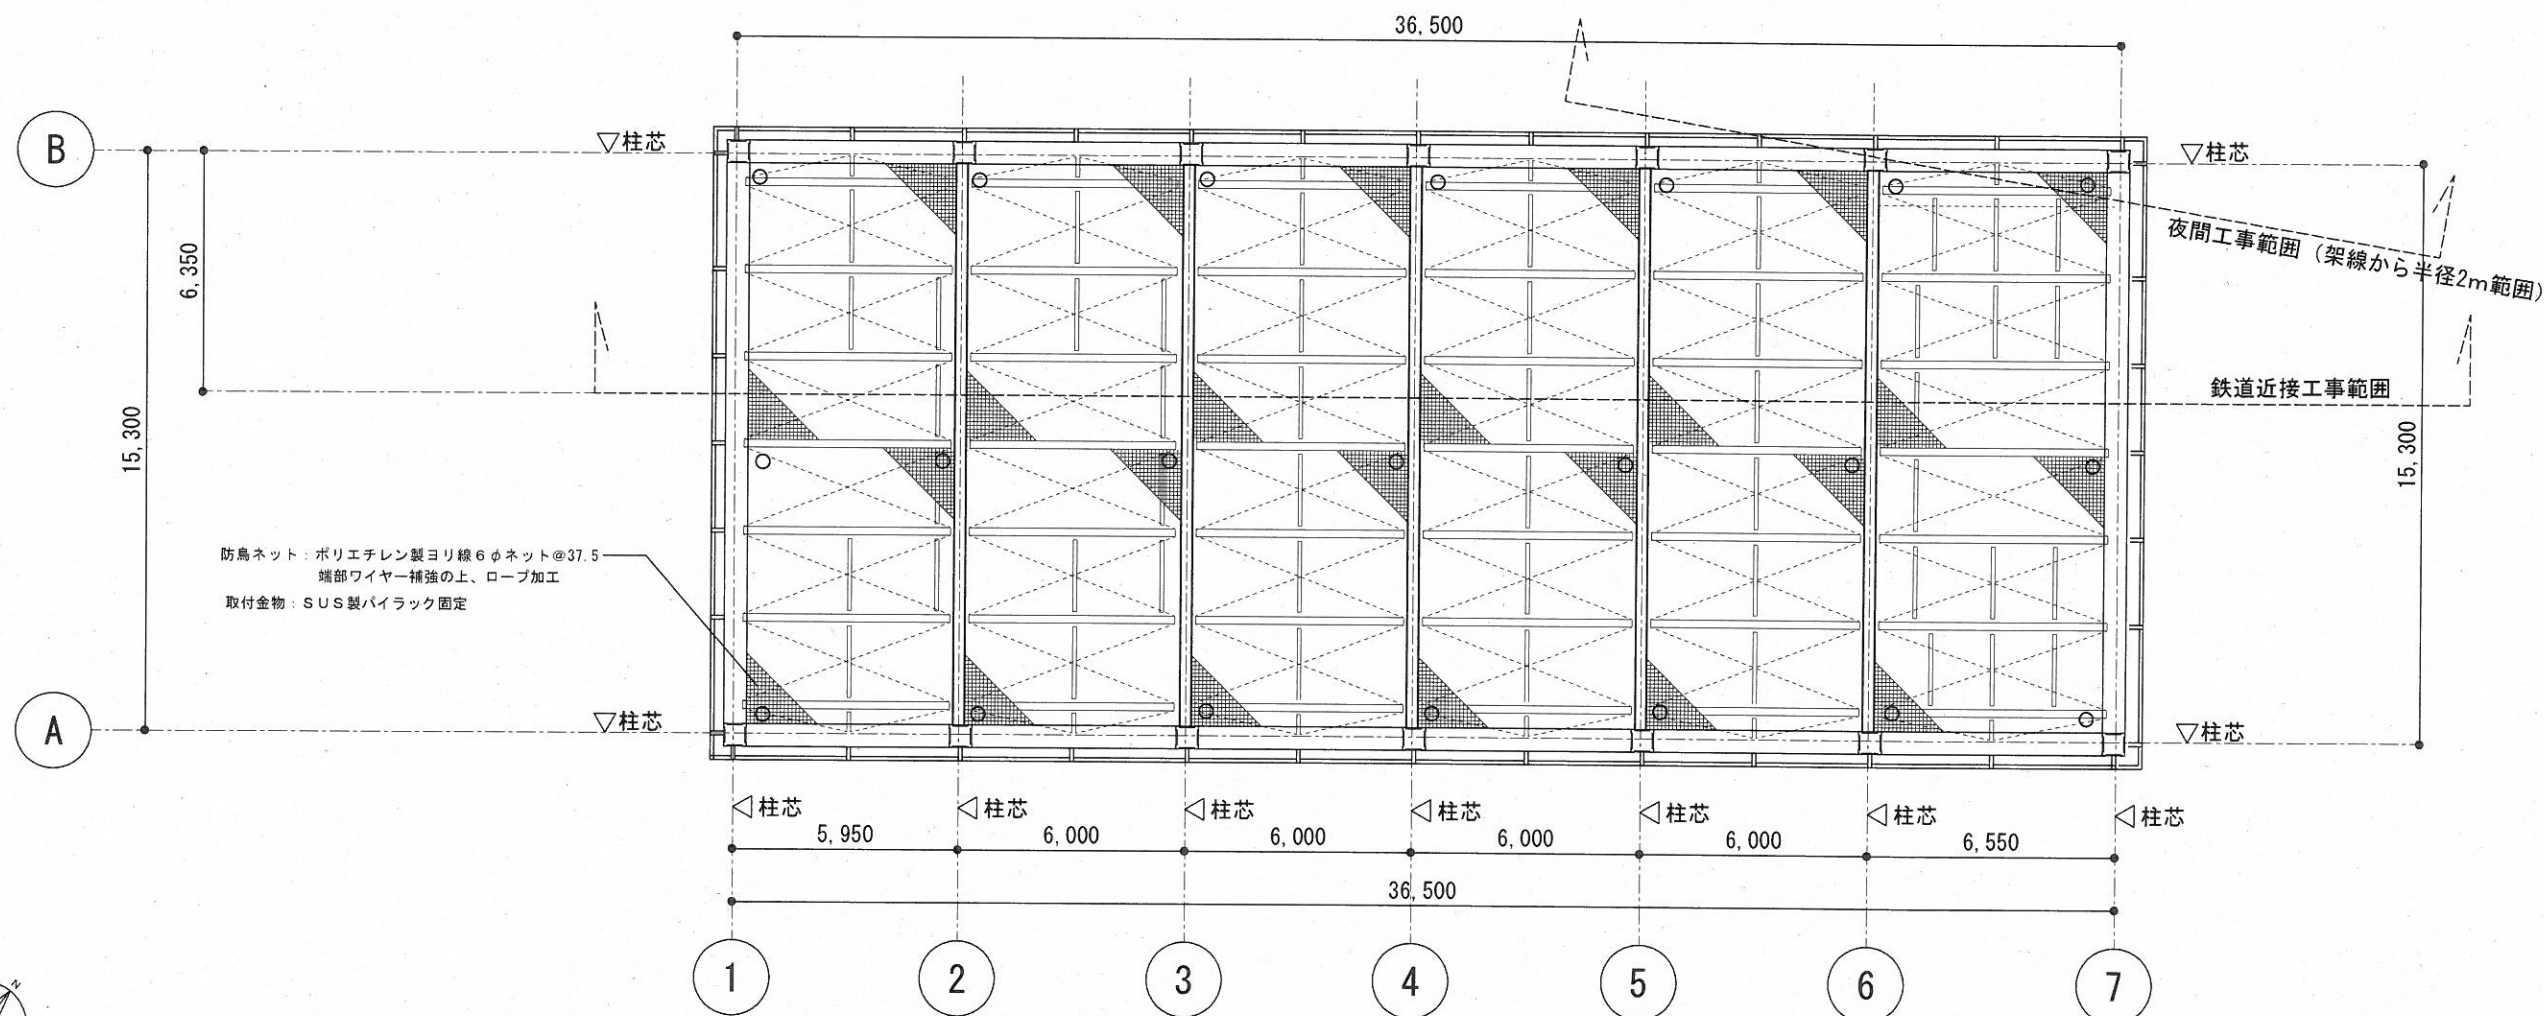 36,500
B
▽柱芯
▽柱芯
6,350
15,300
夜間工事範囲（架線から半径2m範囲）
鉄道近接工事範囲
15,300
防鳥ネット：ポリエチレン製ヨリ線６φネット@37.5
端部ワイヤー補強の上、ロープ加工
取付金物：ＳＵＳ製パイラック固定
A
▽柱芯
▽柱芯
◁柱芯 ◁柱芯 ◁柱芯 ◁柱芯 ◁柱芯 ◁柱芯 ◁柱芯
5,950 6,000 6,000 6,000 6,000 6,550
36,500
1 2 3 4 5 6 7
N